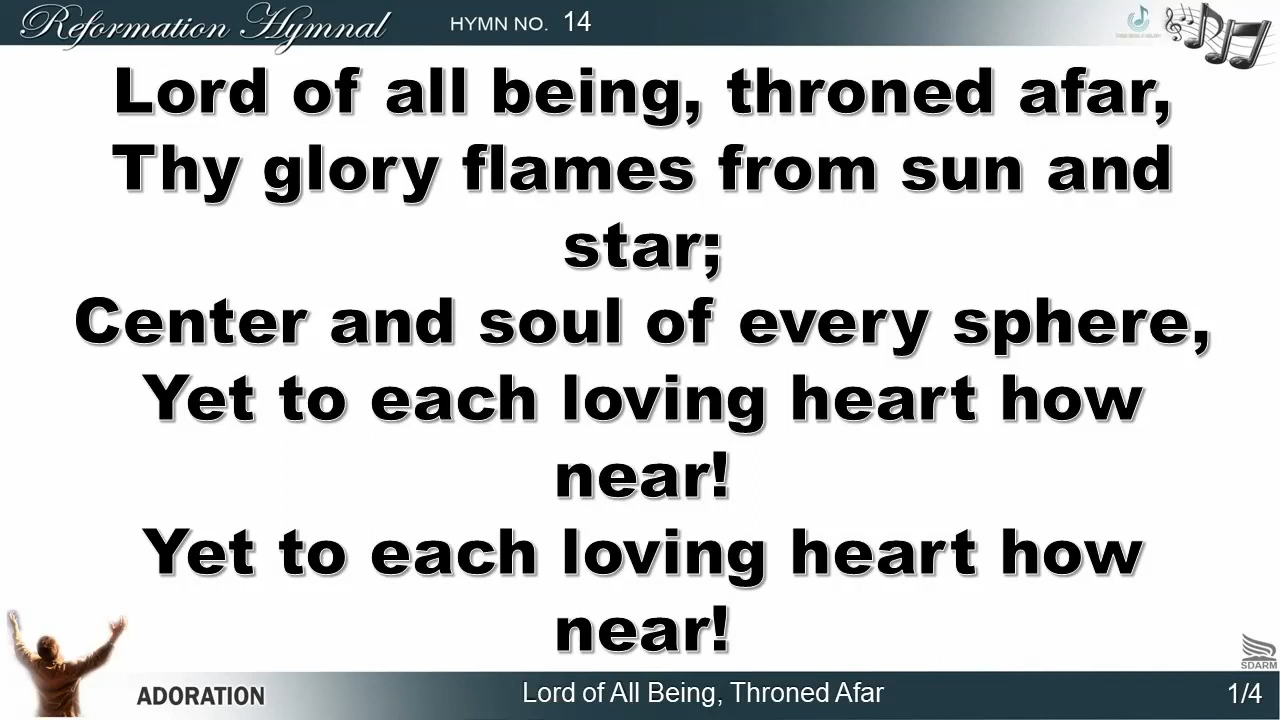 Reformation Hymnal
HYMN NO. 14
Lord of all being, throned afar,
Thy glory flames from sun and
star;
Center and soul of every sphere,
Yet to each loving heart how
near!
Yet to each loving heart how
near!
SDARM
ADORATION
Lord of All Being, Throned Afar
1/4